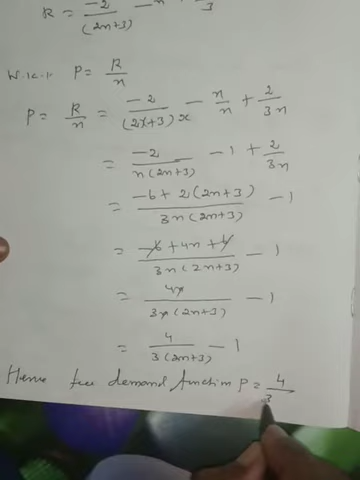 R = -2/(2x+3) - x + 2/3
W.K.T P = R/x
P = R/x = -2/(2x+3)x - x/x + 2/3x
= -2/x(2x+3) - 1 + 2/3x
= -6 + 2(2x+3)/3x(2x+3) - 1
= -6 + 4x + 6/3x(2x+3) - 1
= 4x/3x(2x+3) - 1
= 4/3(2x+3) - 1
Hence the demand function P = 4/3